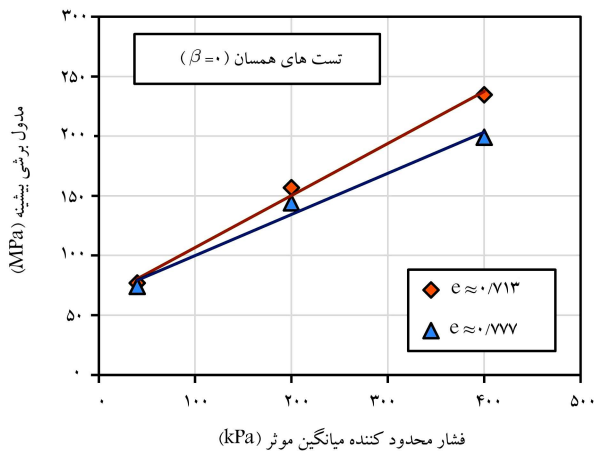 تست های همسان (β=۰)
مدول برشی بیشینه (MPa)
۳۰۰
۲۵۰
۲۰۰
۱۵۰
۱۰۰
۵۰
۰
e ≈۰/۷۱۳
e ≈۰/۷۷۷
۰ ۱۰۰ ۲۰۰ ۳۰۰ ۴۰۰ ۵۰۰
فشار محدود کننده میانگین موثر (kPa)